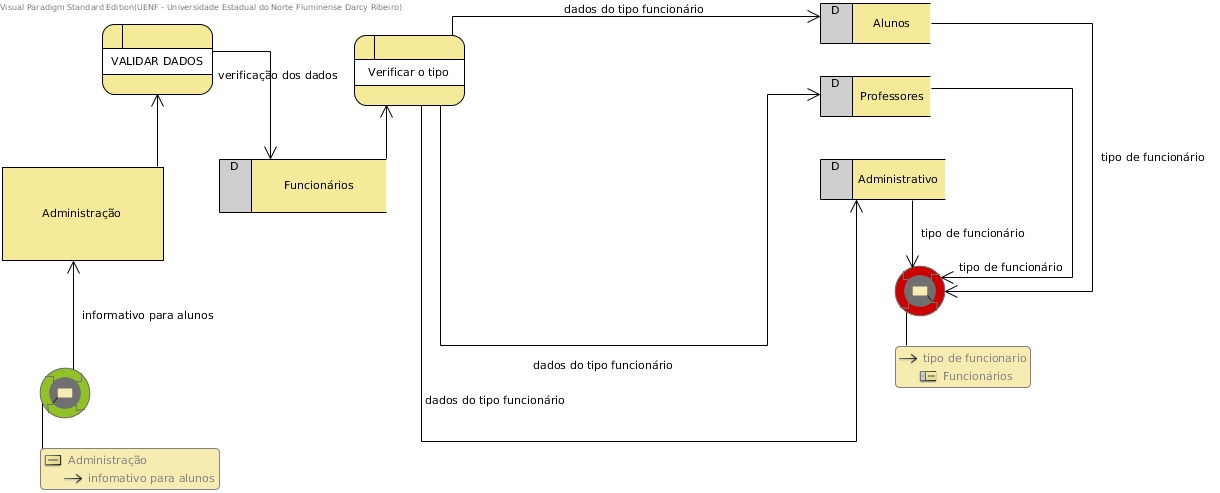 Visual Paradigm Standard Edition(UENF - Universidade Estadual do Norte Fluminense Darcy Ribeiro)
dados do tipo funcionário
D
Alunos
VALIDAR DADOS
verificação dos dados
Verificar o tipo
D
Professores
tipo de funcionário
D
Funcionários
D
Administrativo
Administração
tipo de funcionário
tipo de funcionário
informativo para alunos
dados do tipo funcionário
tipo de funcionario
Funcionários
dados do tipo funcionário
Administração
informativo para alunos